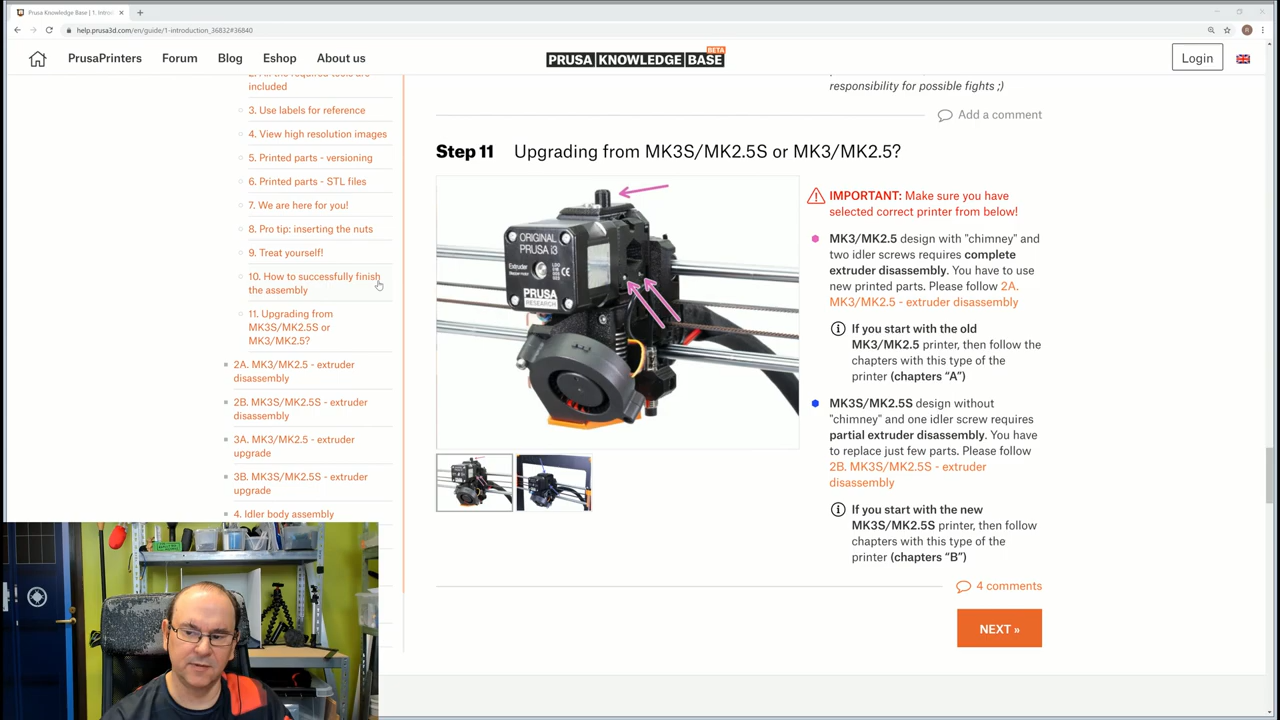 Prusa Knowledge Base | 1. Introd
help.prusa3d.com/en/guide/1-introduction_36832#36840
PrusaPrinters
Forum
Blog
Eshop
About us
PRUSA KNOWLEDGE BASE
BETA
Login
2. All the required tools are
included
3. Use labels for reference
4. View high resolution images
5. Printed parts - versioning
6. Printed parts - STL files
7. We are here for you!
8. Pro tip: inserting the nuts
9. Treat yourself!
10. How to successfully finish
the assembly
11. Upgrading from
MK3S/MK2.5S or
MK3/MK2.5?
2A. MK3/MK2.5 - extruder
disassembly
2B. MK3S/MK2.5S - extruder
disassembly
3A. MK3/MK2.5 - extruder
upgrade
3B. MK3S/MK2.5S - extruder
upgrade
4. Idler body assembly
responsibility for possible fights ;)
Add a comment
Step 11 Upgrading from MK3S/MK2.5S or MK3/MK2.5?
ORIGINAL
PRUSA i3
Extruder
PRUSA
RESEARCH
IMPORTANT: Make sure you have
selected correct printer from below!
MK3/MK2.5 design with "chimney" and
two idler screws requires complete
extruder disassembly. You have to use
new printed parts. Please follow 2A.
MK3/MK2.5 - extruder disassembly
If you start with the old
MK3/MK2.5 printer, then follow the
chapters with this type of the
printer (chapters “A”)
MK3S/MK2.5S design without
"chimney" and one idler screw requires
partial extruder disassembly. You have
to replace just few parts. Please follow
2B. MK3S/MK2.5S - extruder
disassembly
If you start with the new
MK3S/MK2.5S printer, then follow
chapters with this type of the
printer (chapters “B”)
4 comments
NEXT »